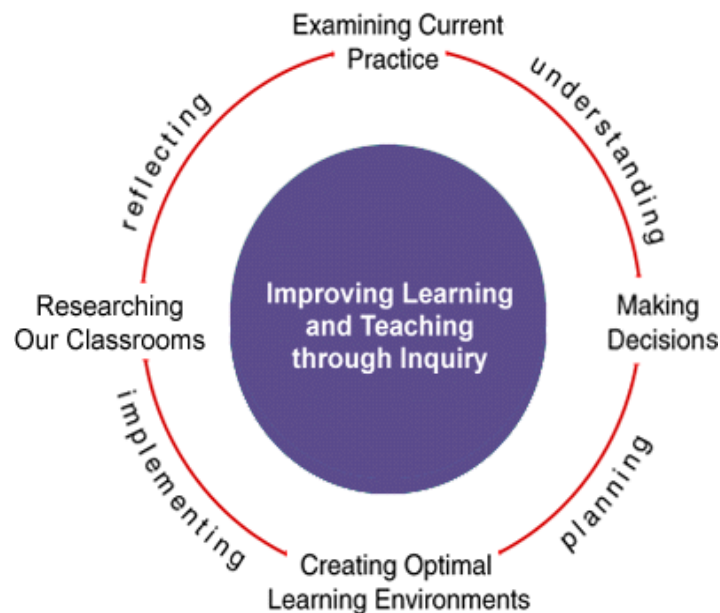 Examining Current
Practice
understanding
Making
Decisions
planning
Creating Optimal
Learning Environments
implementing
Researching
Our Classrooms
reflecting
Improving Learning
and Teaching
through Inquiry